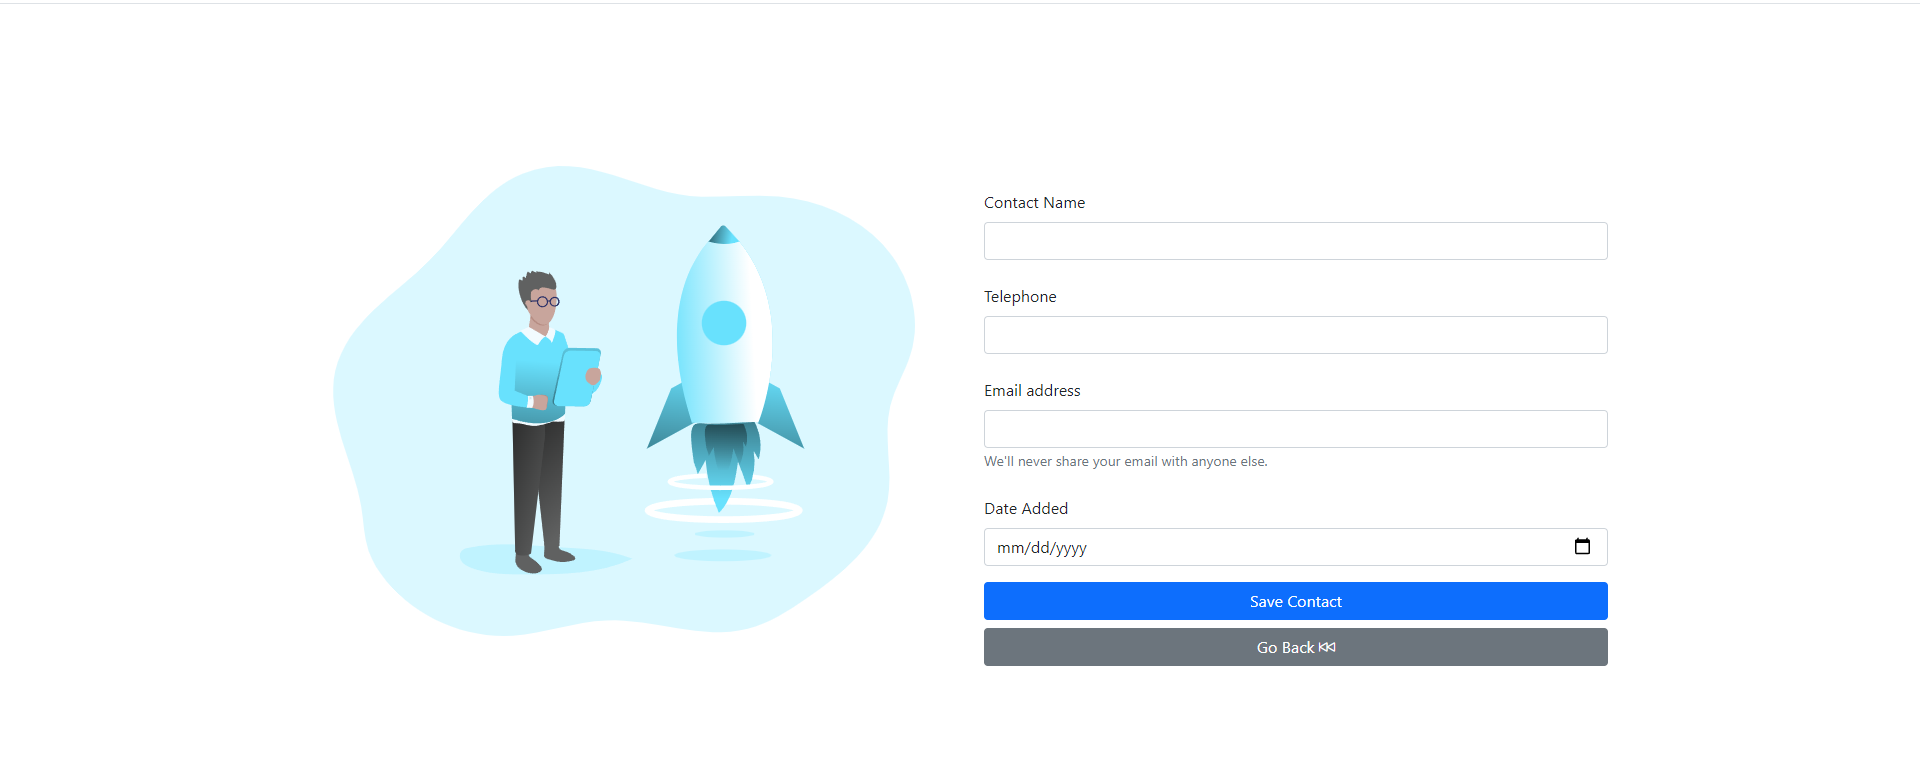 Contact Name
Telephone
Email address
We'll never share your email with anyone else.
Date Added
mm/dd/yyyy
Save Contact
Go Back